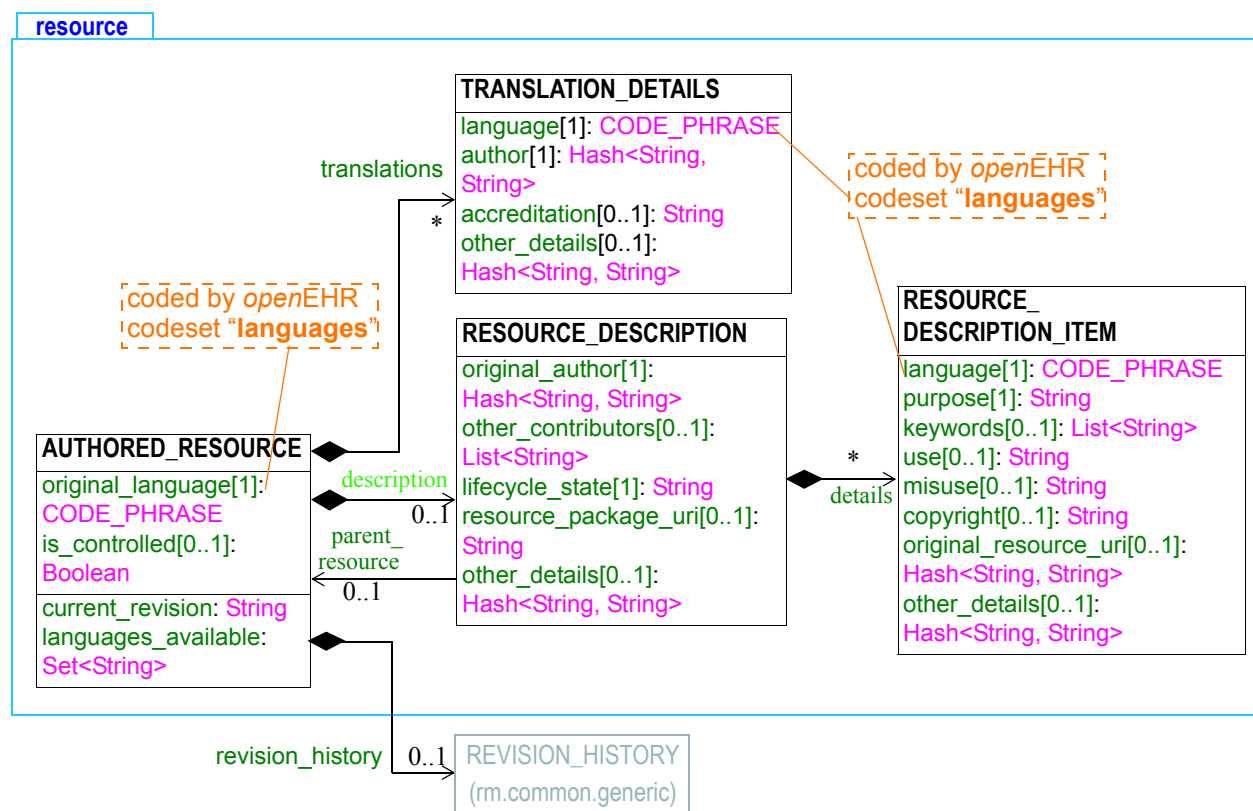 resource
TRANSLATION_DETAILS
language[1]: CODE_PHRASE
author[1]: Hash<String,
String>
accreditation[0..1]: String
other_details[0..1]:
Hash<String, String>
translations
*
coded by openEHR
codeset “languages”
coded by openEHR
codeset “languages”
RESOURCE_DESCRIPTION
original_author[1]:
Hash<String, String>
other_contributors[0..1]:
List<String>
lifecycle_state[1]: String
resource_package_uri[0..1]:
String
other_details[0..1]:
Hash<String, String>
RESOURCE_
DESCRIPTION_ITEM
language[1]: CODE_PHRASE
purpose[1]: String
keywords[0..1]: List<String>
use[0..1]: String
misuse[0..1]: String
copyright[0..1]: String
original_resource_uri[0..1]:
Hash<String, String>
other_details[0..1]:
Hash<String, String>
*
details
AUTHORED_RESOURCE
original_language[1]:
CODE_PHRASE
is_controlled[0..1]:
Boolean
current_revision: String
languages_available:
Set<String>
description
0..1
parent_
resource
0..1
revision_history
0..1
REVISION_HISTORY
(rm.common.generic)